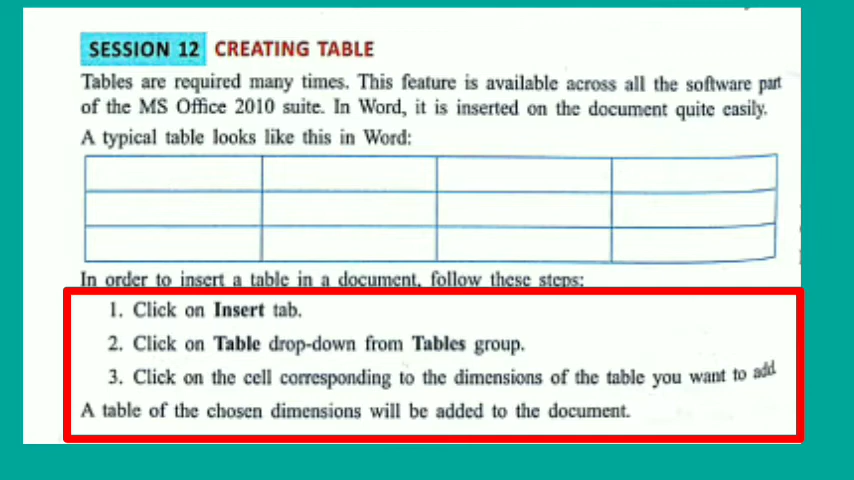 SESSION 12 CREATING TABLE
Tables are required many times. This feature is available across all the software part
of the MS Office 2010 suite. In Word, it is inserted on the document quite easily.
A typical table looks like this in Word:
In order to insert a table in a document, follow these steps:
1. Click on Insert tab.
2. Click on Table drop-down from Tables group.
3. Click on the cell corresponding to the dimensions of the table you want to add
A table of the chosen dimensions will be added to the document.